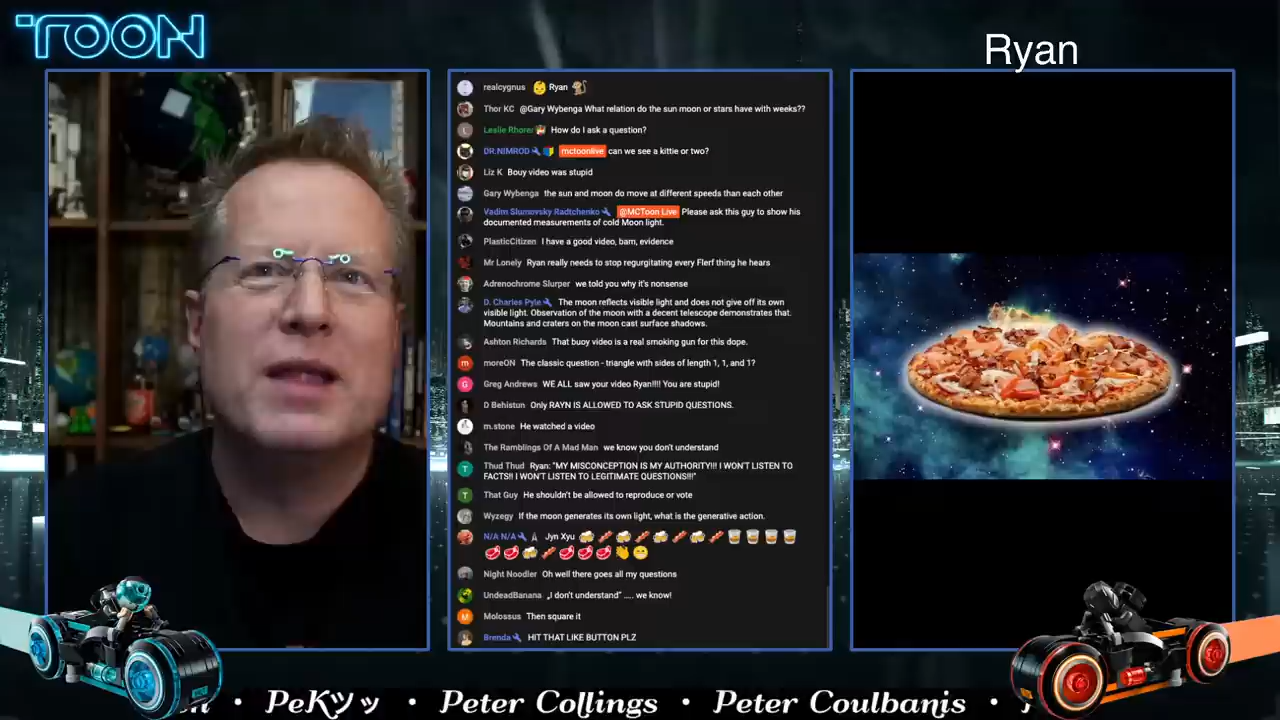 TOON
Ryan
realcygnus 👶 Ryan 🐒
Thor KC @Gary Wybenga What relation do the sun moon or stars have with weeks??
Leslie Rhorer How do I ask a question?
DR.NIMROD mctoonlive can we see a kittie or two?
Liz K Bouy video was stupid
Gary Wybenga the sun and moon do move at different speeds than each other
Vadim Slumovsky Radtchenko @MCToon Live Please ask this guy to show his
documented measurements of cold Moon light.
PlasticCitizen I have a good video, bam, evidence
Mr Lonely Ryan really needs to stop regurgitating every Flerf thing he hears
Adrenochrome Slurper we told you why it's nonsense
D. Charles Pyle The moon reflects visible light and does not give off its own
visible light. Observation of the moon with a decent telescope demonstrates that.
Mountains and craters on the moon cast surface shadows.
Ashton Richards That buoy video is a real smoking gun for this dope.
moreON The classic question - triangle with sides of length 1, 1, and 1?
Greg Andrews WE ALL saw your video Ryan!!!! You are stupid!
D Behistun Only RAYN IS ALLOWED TO ASK STUPID QUESTIONS.
m.stone He watched a video
The Ramblings Of A Mad Man we know you don't understand
Thud Thud Ryan: "MY MISCONCEPTION IS MY AUTHORITY!!! I WON'T LISTEN TO
FACTS!! I WON'T LISTEN TO LEGITIMATE QUESTIONS!!!"
That Guy He shouldn't be allowed to reproduce or vote
Wyzegy If the moon generates its own light, what is the generative action.
N/A N/A Jyn Xyu 🍻🥓🍻🥓🍻🥓🍻🥓🥃🥃🥃🥃
🥩🥩🍻🥓🥩🥩🥩👏😁
Night Noodler Oh well there goes all my questions
UndeadBanana „I don't understand" ..... we know!
Molossus Then square it
Brenda HIT THAT LIKE BUTTON PLZ
• PeKツッ • Peter Collings • Peter Coulbanis •